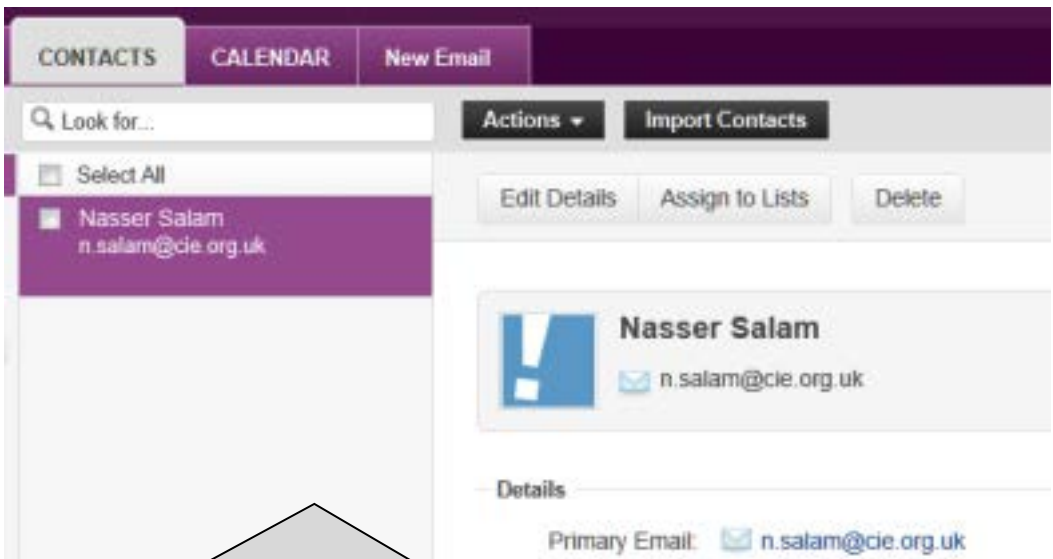 CONTACTS CALENDAR New Email
Look for... Actions Import Contacts
Select All
Edit Details Assign to Lists Delete
Nasser Salam
n.salam@cie.org.uk
Nasser Salam
n.salam@cie.org.uk
Details
Primary Email: n.salam@cie.org.uk